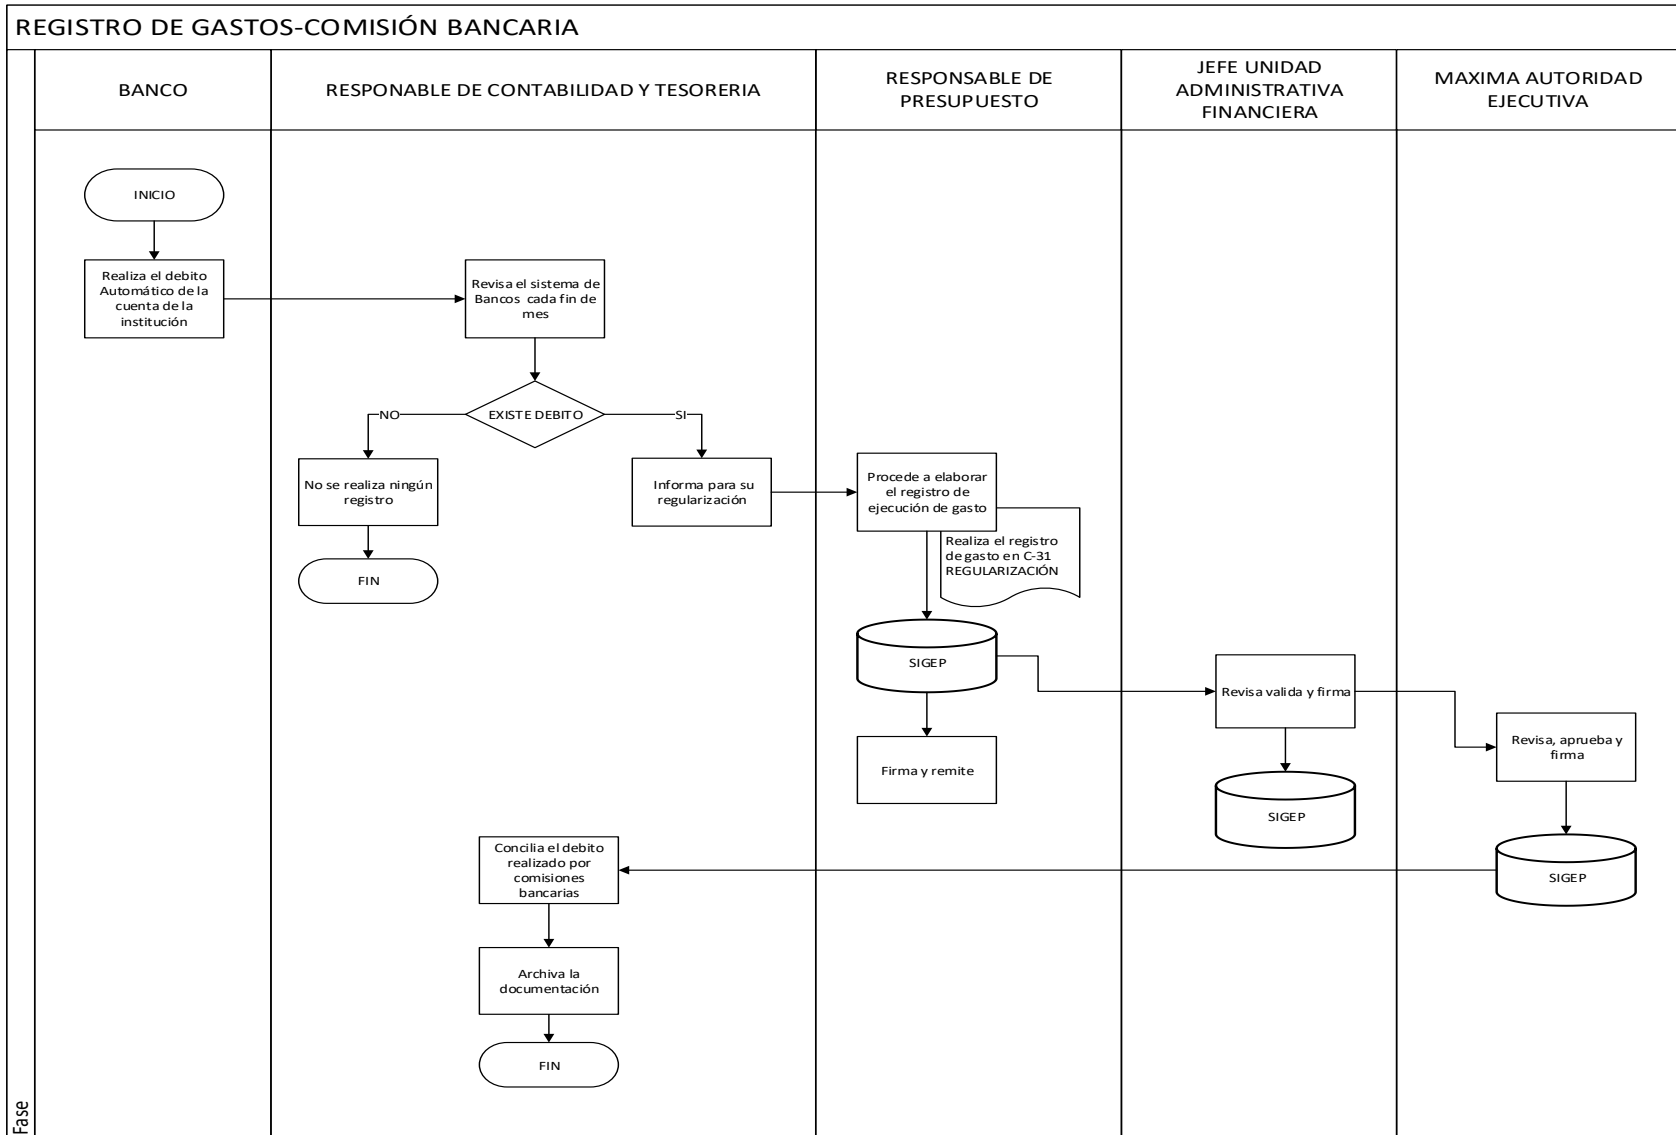 REGISTRO DE GASTOS-COMISIÓN BANCARIA
BANCO
RESPONABLE DE CONTABILIDAD Y TESORERIA
RESPONSABLE DE
PRESUPUESTO
JEFE UNIDAD
ADMINISTRATIVA
FINANCIERA
MAXIMA AUTORIDAD
EJECUTIVA
INICIO
Realiza el debito
Automático de la
cuenta de la
institución
Revisa el sistema de
Bancos cada fin de
mes
EXISTE DEBITO
NO
SI
No se realiza ningún
registro
FIN
Informa para su
regularización
Procede a elaborar
el registro de
ejecución de gasto
Realiza el registro
de gasto en C-31
REGULARIZACIÓN
SIGEP
Firma y remite
Revisa valida y firma
SIGEP
Revisa, aprueba y
firma
SIGEP
Concilia el debito
realizado por
comisiones
bancarias
Archiva la
documentación
FIN
Fase